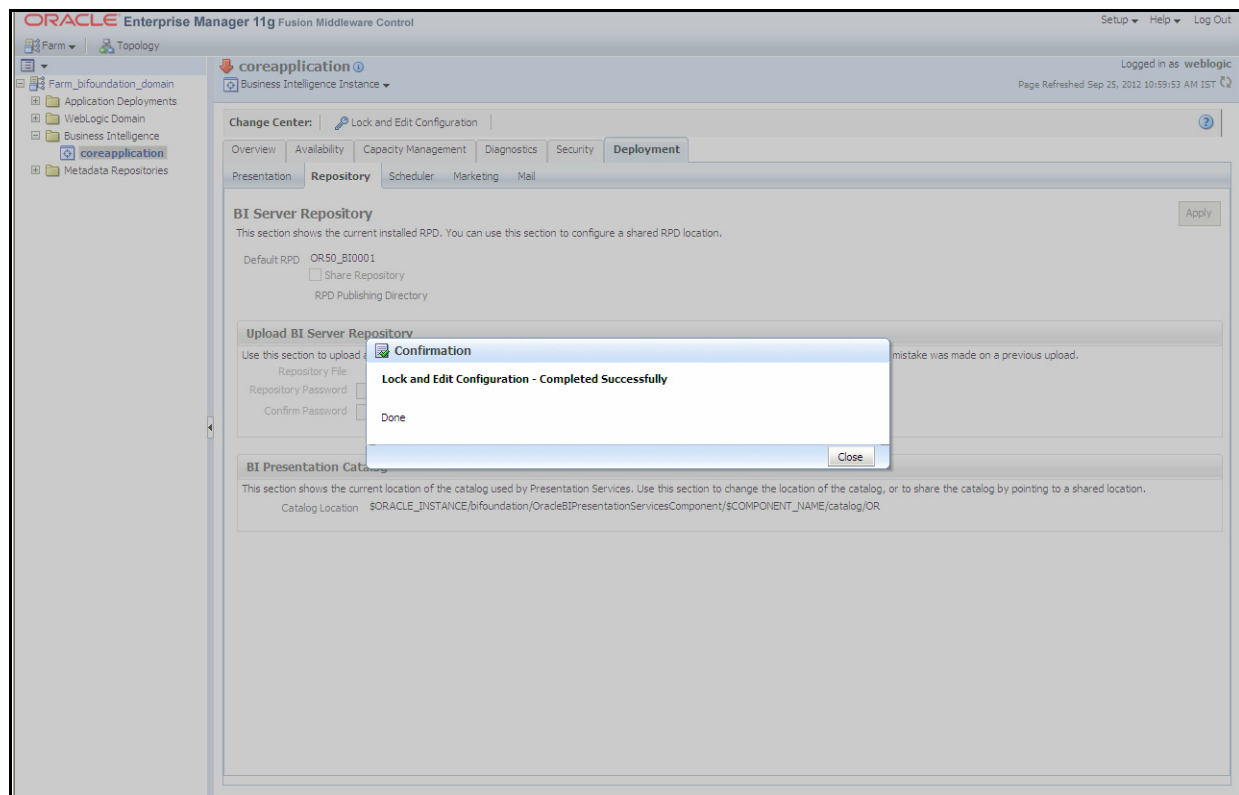 ORACLE Enterprise Manager 11g Fusion Middleware Control
Setup Help Log Out
Farm Topology
Farm_bifoundation_domain
Application Deployments
WebLogic Domain
Business Intelligence
coreapplication
Metadata Repositories
coreapplication
Logged in as weblogic
Business Intelligence Instance
Page Refreshed Sep 25, 2012 10:59:53 AM IST
Change Center: Lock and Edit Configuration
Overview Availability Capacity Management Diagnostics Security Deployment
Presentation Repository Scheduler Marketing Mail
BI Server Repository
Apply
This section shows the current installed RPD. You can use this section to configure a shared RPD location.
Default RPD OR50_BI0001
Share Repository
RPD Publishing Directory
Upload BI Server Repository
Use this section to upload mistake was made on a previous upload.
Repository File
Repository Password
Confirm Password
Confirmation
Lock and Edit Configuration - Completed Successfully
Done
Close
BI Presentation
This section shows the current location of the catalog used by Presentation Services. Use this section to change the location of the catalog, or to share the catalog by pointing to a shared location.
Catalog Location $ORACLE_INSTANCE/bifoundation/OracleBIPresentationServicesComponent/$COMPONENT_NAME/catalog/OR